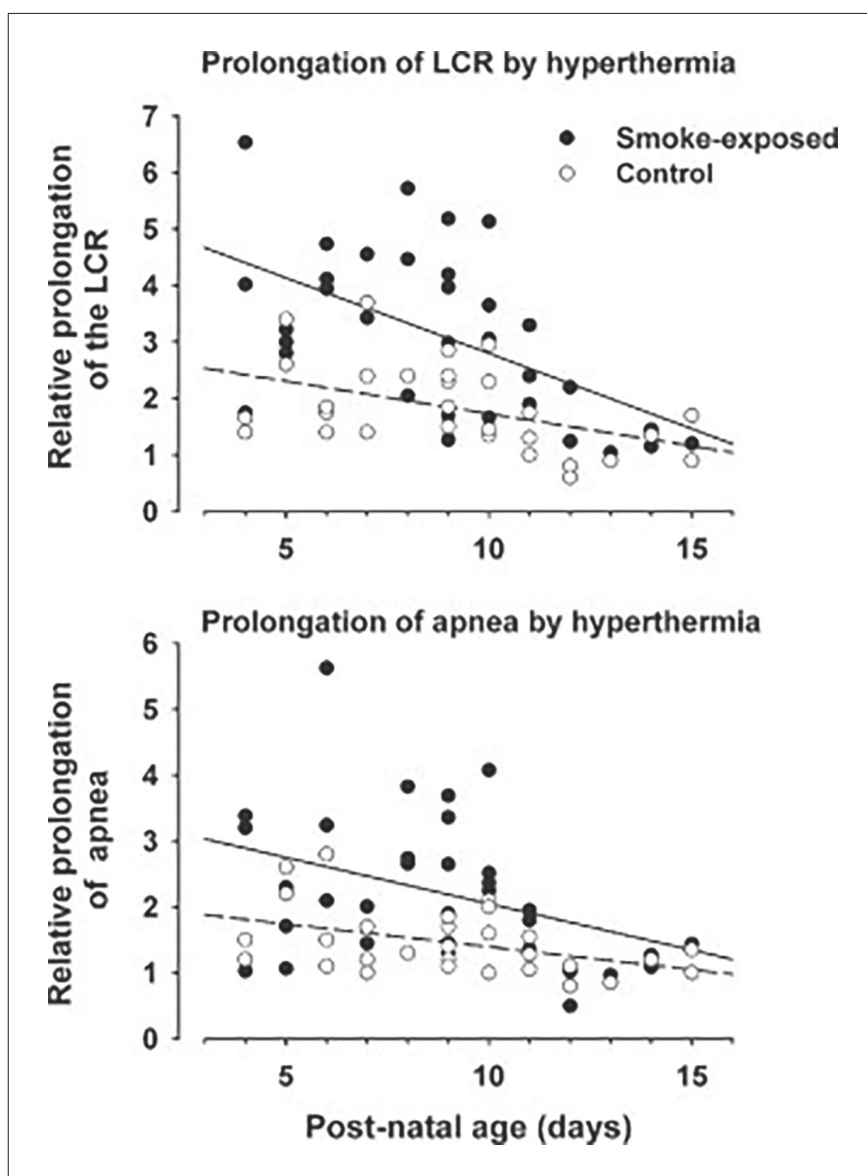 Prolongation of LCR by hyperthermia
Relative prolongation
of the LCR
7
6
5
4
3
2
1
0
Smoke-exposed
Control
5
10
15
Prolongation of apnea by hyperthermia
Relative prolongation
of apnea
6
5
4
3
2
1
0
5
10
15
Post-natal age (days)